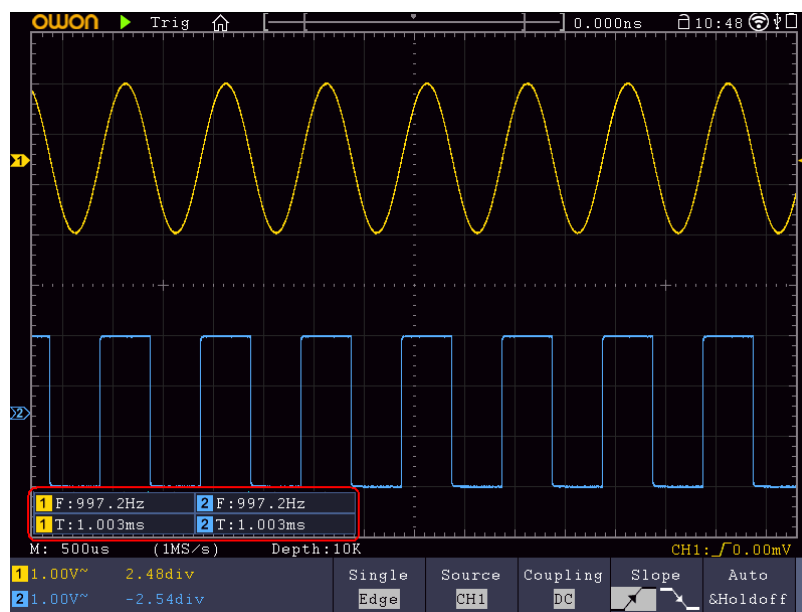 owon Trig 0.000ns 10:48
1
2
1 F:997.2Hz 2 F:997.2Hz
1 T:1.003ms 2 T:1.003ms
M: 500us (1MS/s) Depth:10K CH1: 0.00mV
1 1.00V~ 2.48div Single Source Coupling Slope Auto
2 1.00V~ -2.54div Edge CH1 DC &Holdoff